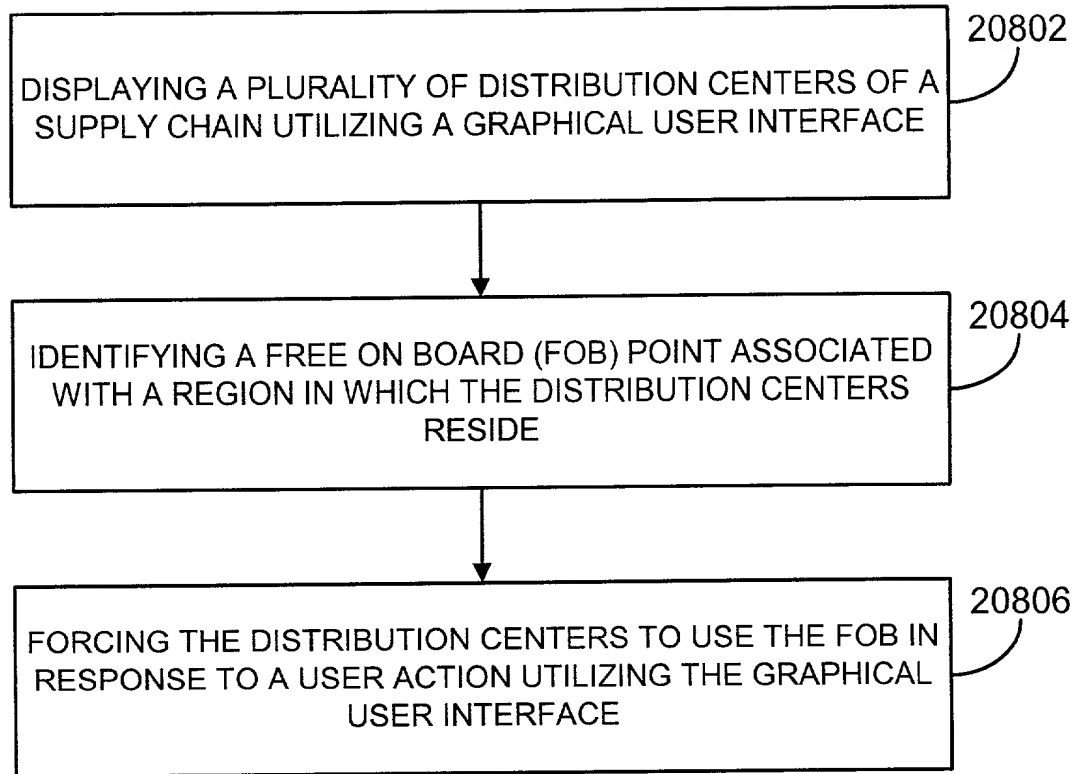 20802
DISPLAYING A PLURALITY OF DISTRIBUTION CENTERS OF A
SUPPLY CHAIN UTILIZING A GRAPHICAL USER INTERFACE
20804
IDENTIFYING A FREE ON BOARD (FOB) POINT ASSOCIATED
WITH A REGION IN WHICH THE DISTRIBUTION CENTERS
RESIDE
20806
FORCING THE DISTRIBUTION CENTERS TO USE THE FOB IN
RESPONSE TO A USER ACTION UTILIZING THE GRAPHICAL
USER INTERFACE